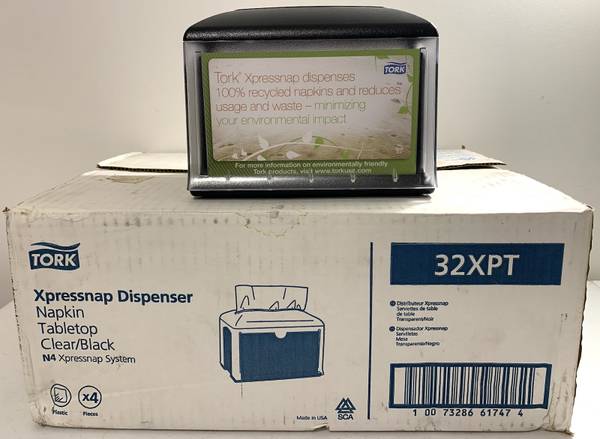 Tork® Xpressnap dispenses
100% recycled napkins and reduces
usage and waste – minimizing
your environmental impact
TORK
For more information on environmentally friendly
Tork products, visit www.torkusa.com
TORK
Xpressnap Dispenser
Napkin
Tabletop
Clear/Black
N4 Xpressnap System
Plastic
x4
Pieces
Made in USA
SCA
32XPT
Distributeur Xpressnap
Serviettes de table
de table
Transparent/Noir
Dispensador Xpressnap
Servilletas
Mesa
Transparente/Negro
1 00 73286 61747 4